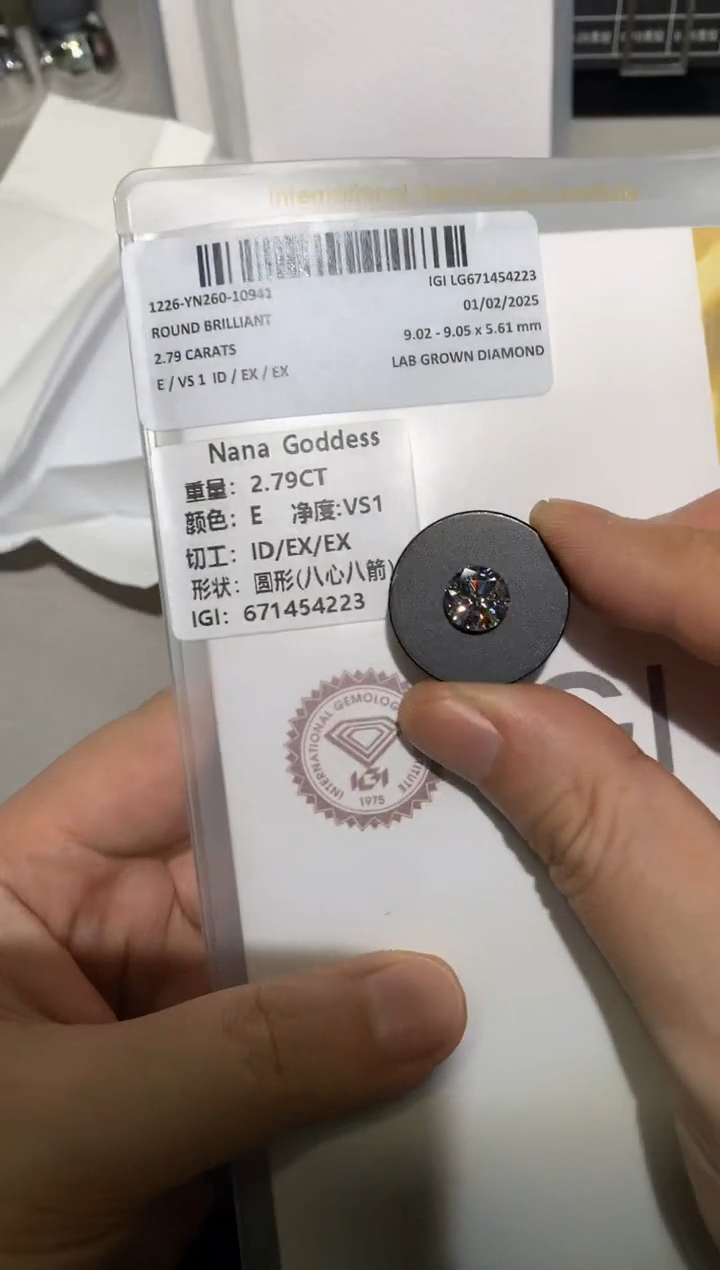 International
1226-YN260-10941
ROUND BRILLIANT
2.79 CARATS
E / VS 1 ID / EX / EX
IGI LG671454223
01/02/2025
9.02 - 9.05 x 5.61 mm
LAB GROWN DIAMOND
Nana Goddess
重量: 2.79CT
颜色: E 净度:VS1
切工: ID/EX/EX
形状: 圆形(八心八箭)
IGI: 671454223
INTERNATIONAL GEMOLOG
IGI
1975
GI